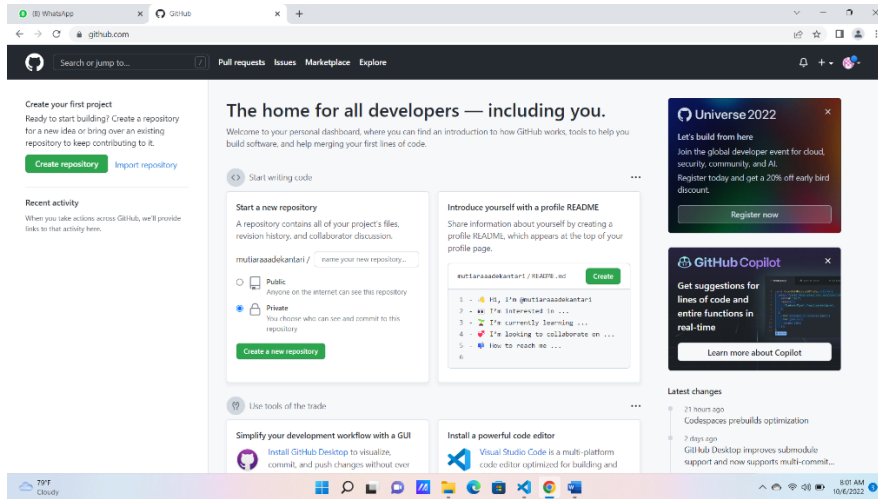 (8) WhatsApp
GitHub
github.com
Search or jump to...
/
Pull requests Issues Marketplace Explore
Create your first project
Ready to start building? Create a repository
for a new idea or bring over an existing
repository to keep contributing to it.
Create repository
Import repository
Recent activity
When you take actions across GitHub, we'll provide
links to that activity here.
The home for all developers — including you.
Welcome to your personal dashboard, where you can find an introduction to how GitHub works, tools to help you
build software, and help merging your first lines of code.
Start writing code
Start a new repository
A repository contains all of your project's files,
revision history, and collaborator discussion.
mutiaraaadekantari /
name your new repository...
Public
Anyone on the internet can see this repository
Private
You choose who can see and commit to this
repository
Create a new repository
Introduce yourself with a profile README
Share information about yourself by creating a
profile README, which appears at the top of your
profile page.
mutiaraaadekantari / README.md
Create
1 - 👋 Hi, I'm @mutiaraaadekantari
2 - 👀 I'm interested in ...
3 - 🌱 I'm currently learning ...
4 - 💞️ I'm looking to collaborate on ...
5 - 📫 How to reach me ...
6
Use tools of the trade
Simplify your development workflow with a GUI
Install GitHub Desktop to visualize,
commit, and push changes without ever
Install a powerful code editor
Visual Studio Code is a multi-platform
code editor optimized for building and
Universe 2022
Let's build from here
Join the global developer event for cloud,
security, community, and AI.
Register today and get a 20% off early bird
discount.
Register now
GitHub Copilot
Get suggestions for
lines of code and
entire functions in
real-time
Learn more about Copilot
Latest changes
21 hours ago
Codespaces prebuilds optimization
2 days ago
GitHub Desktop improves submodule
support and now supports multi-commit...
79°F
Cloudy
8:01 AM
10/6/2022